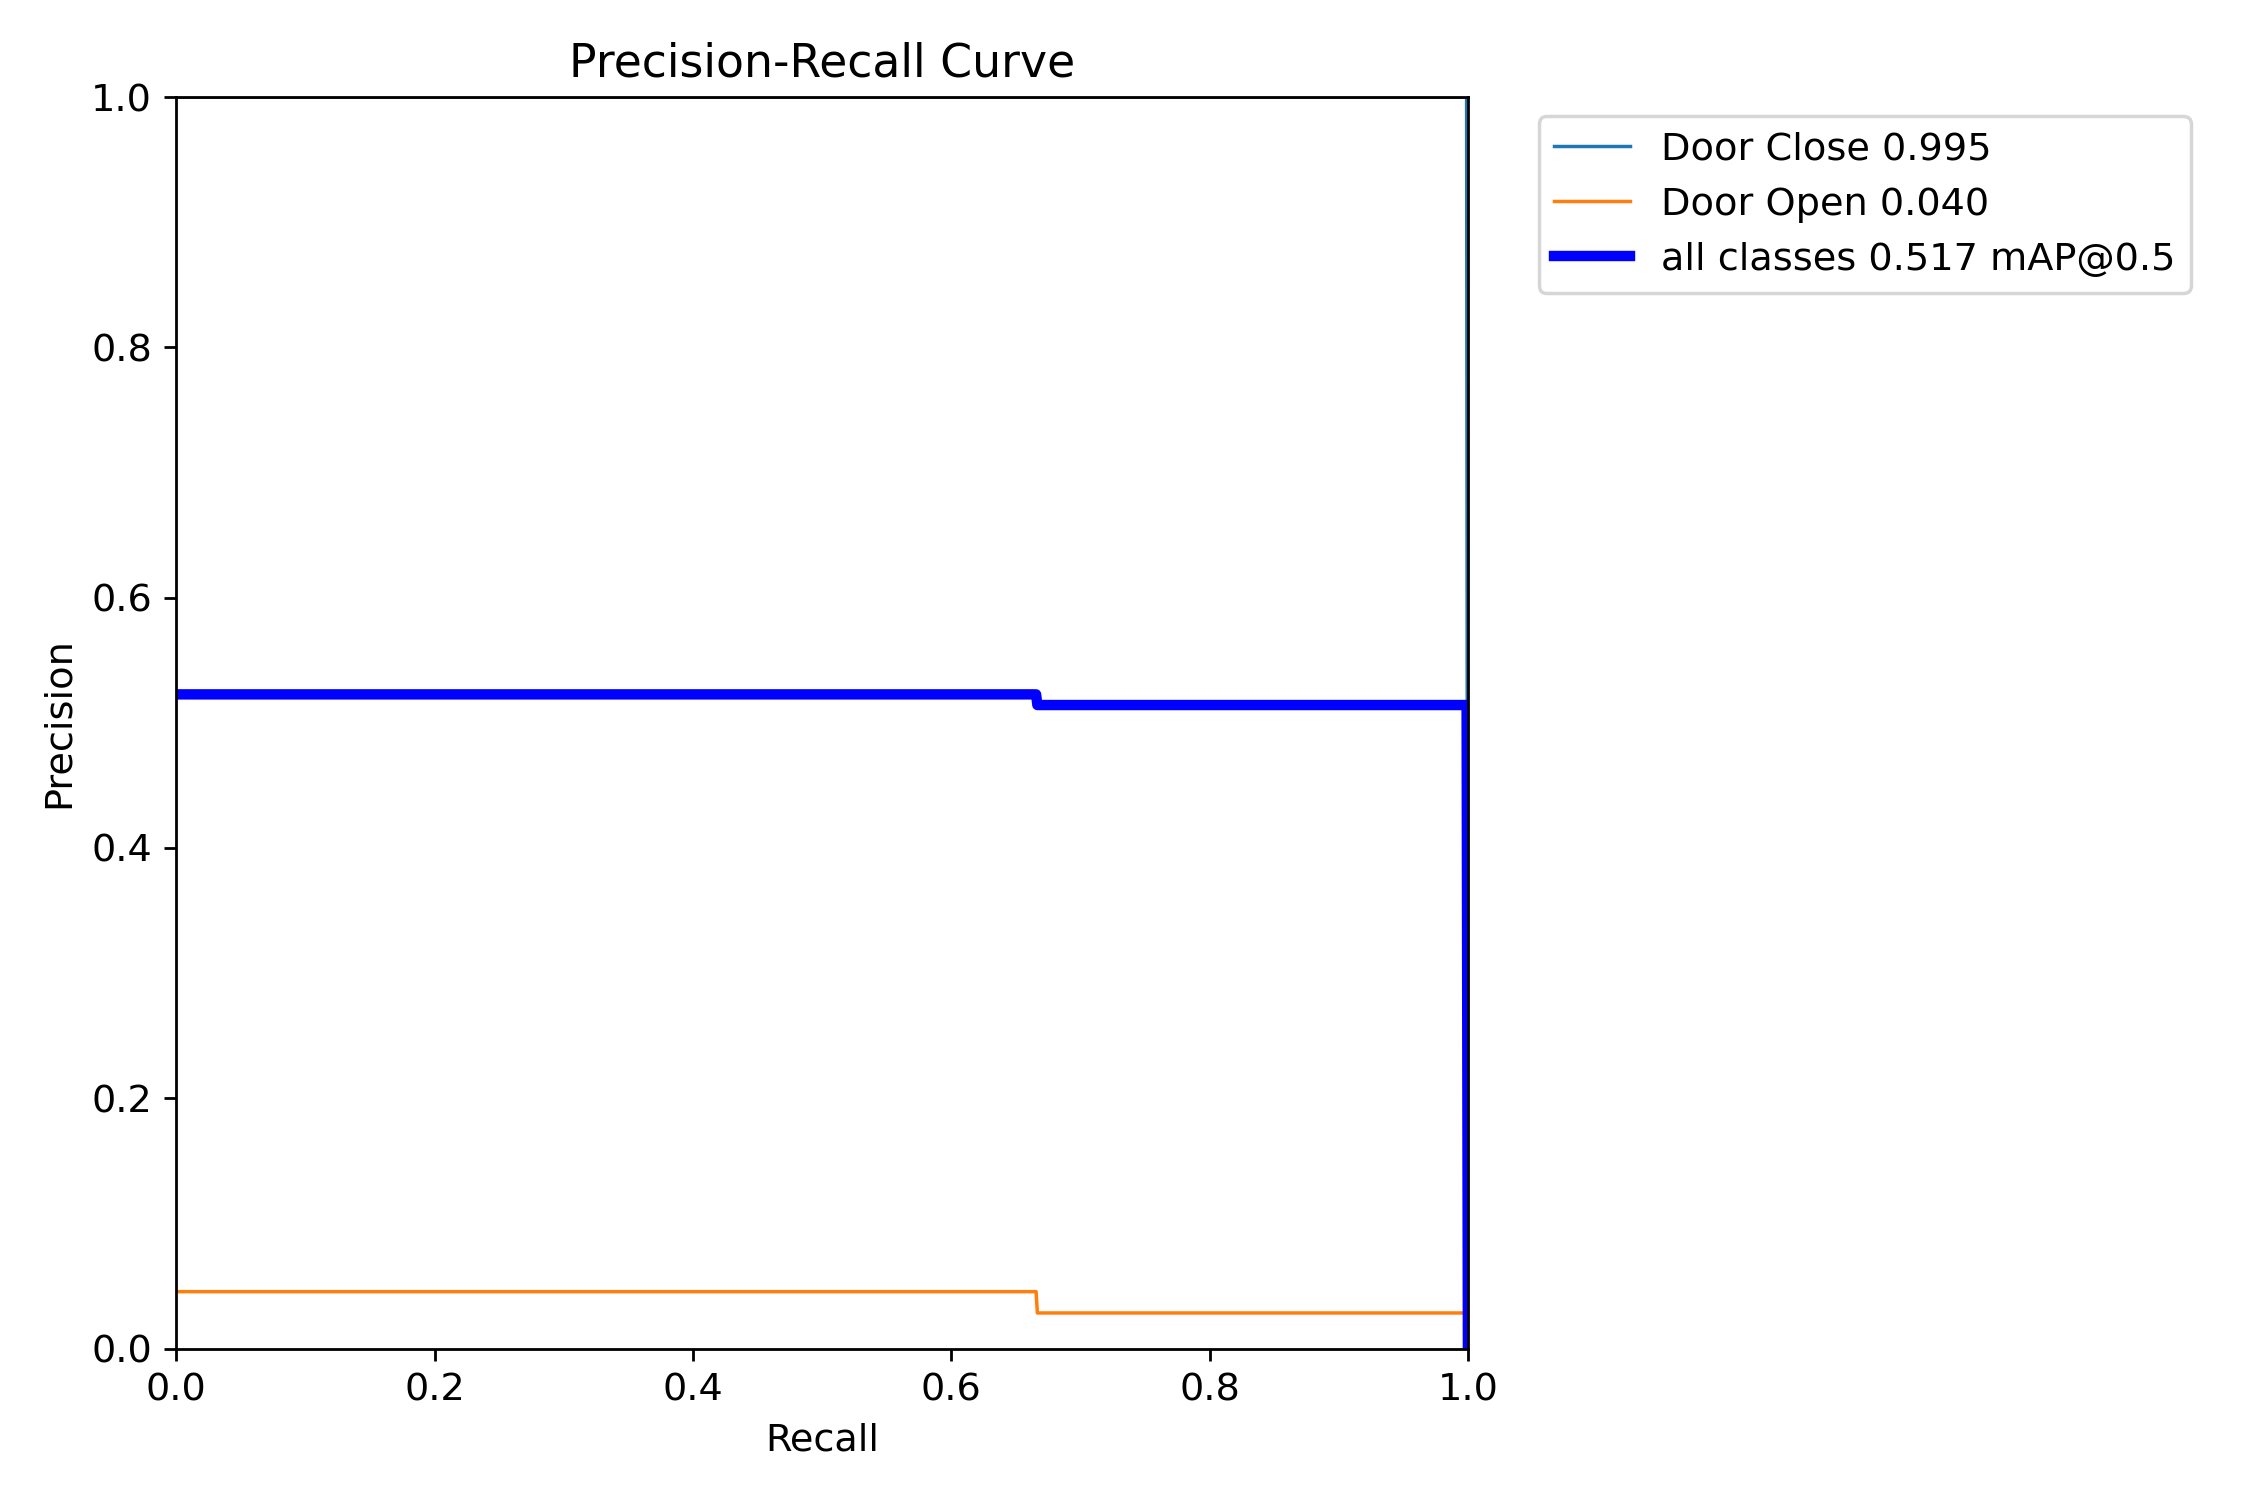 Precision-Recall Curve
1.0
0.8
0.6
0.4
0.2
0.0
Precision
0.0 0.2 0.4 0.6 0.8 1.0
Recall
Door Close 0.995
Door Open 0.040
all classes 0.517 mAP@0.5